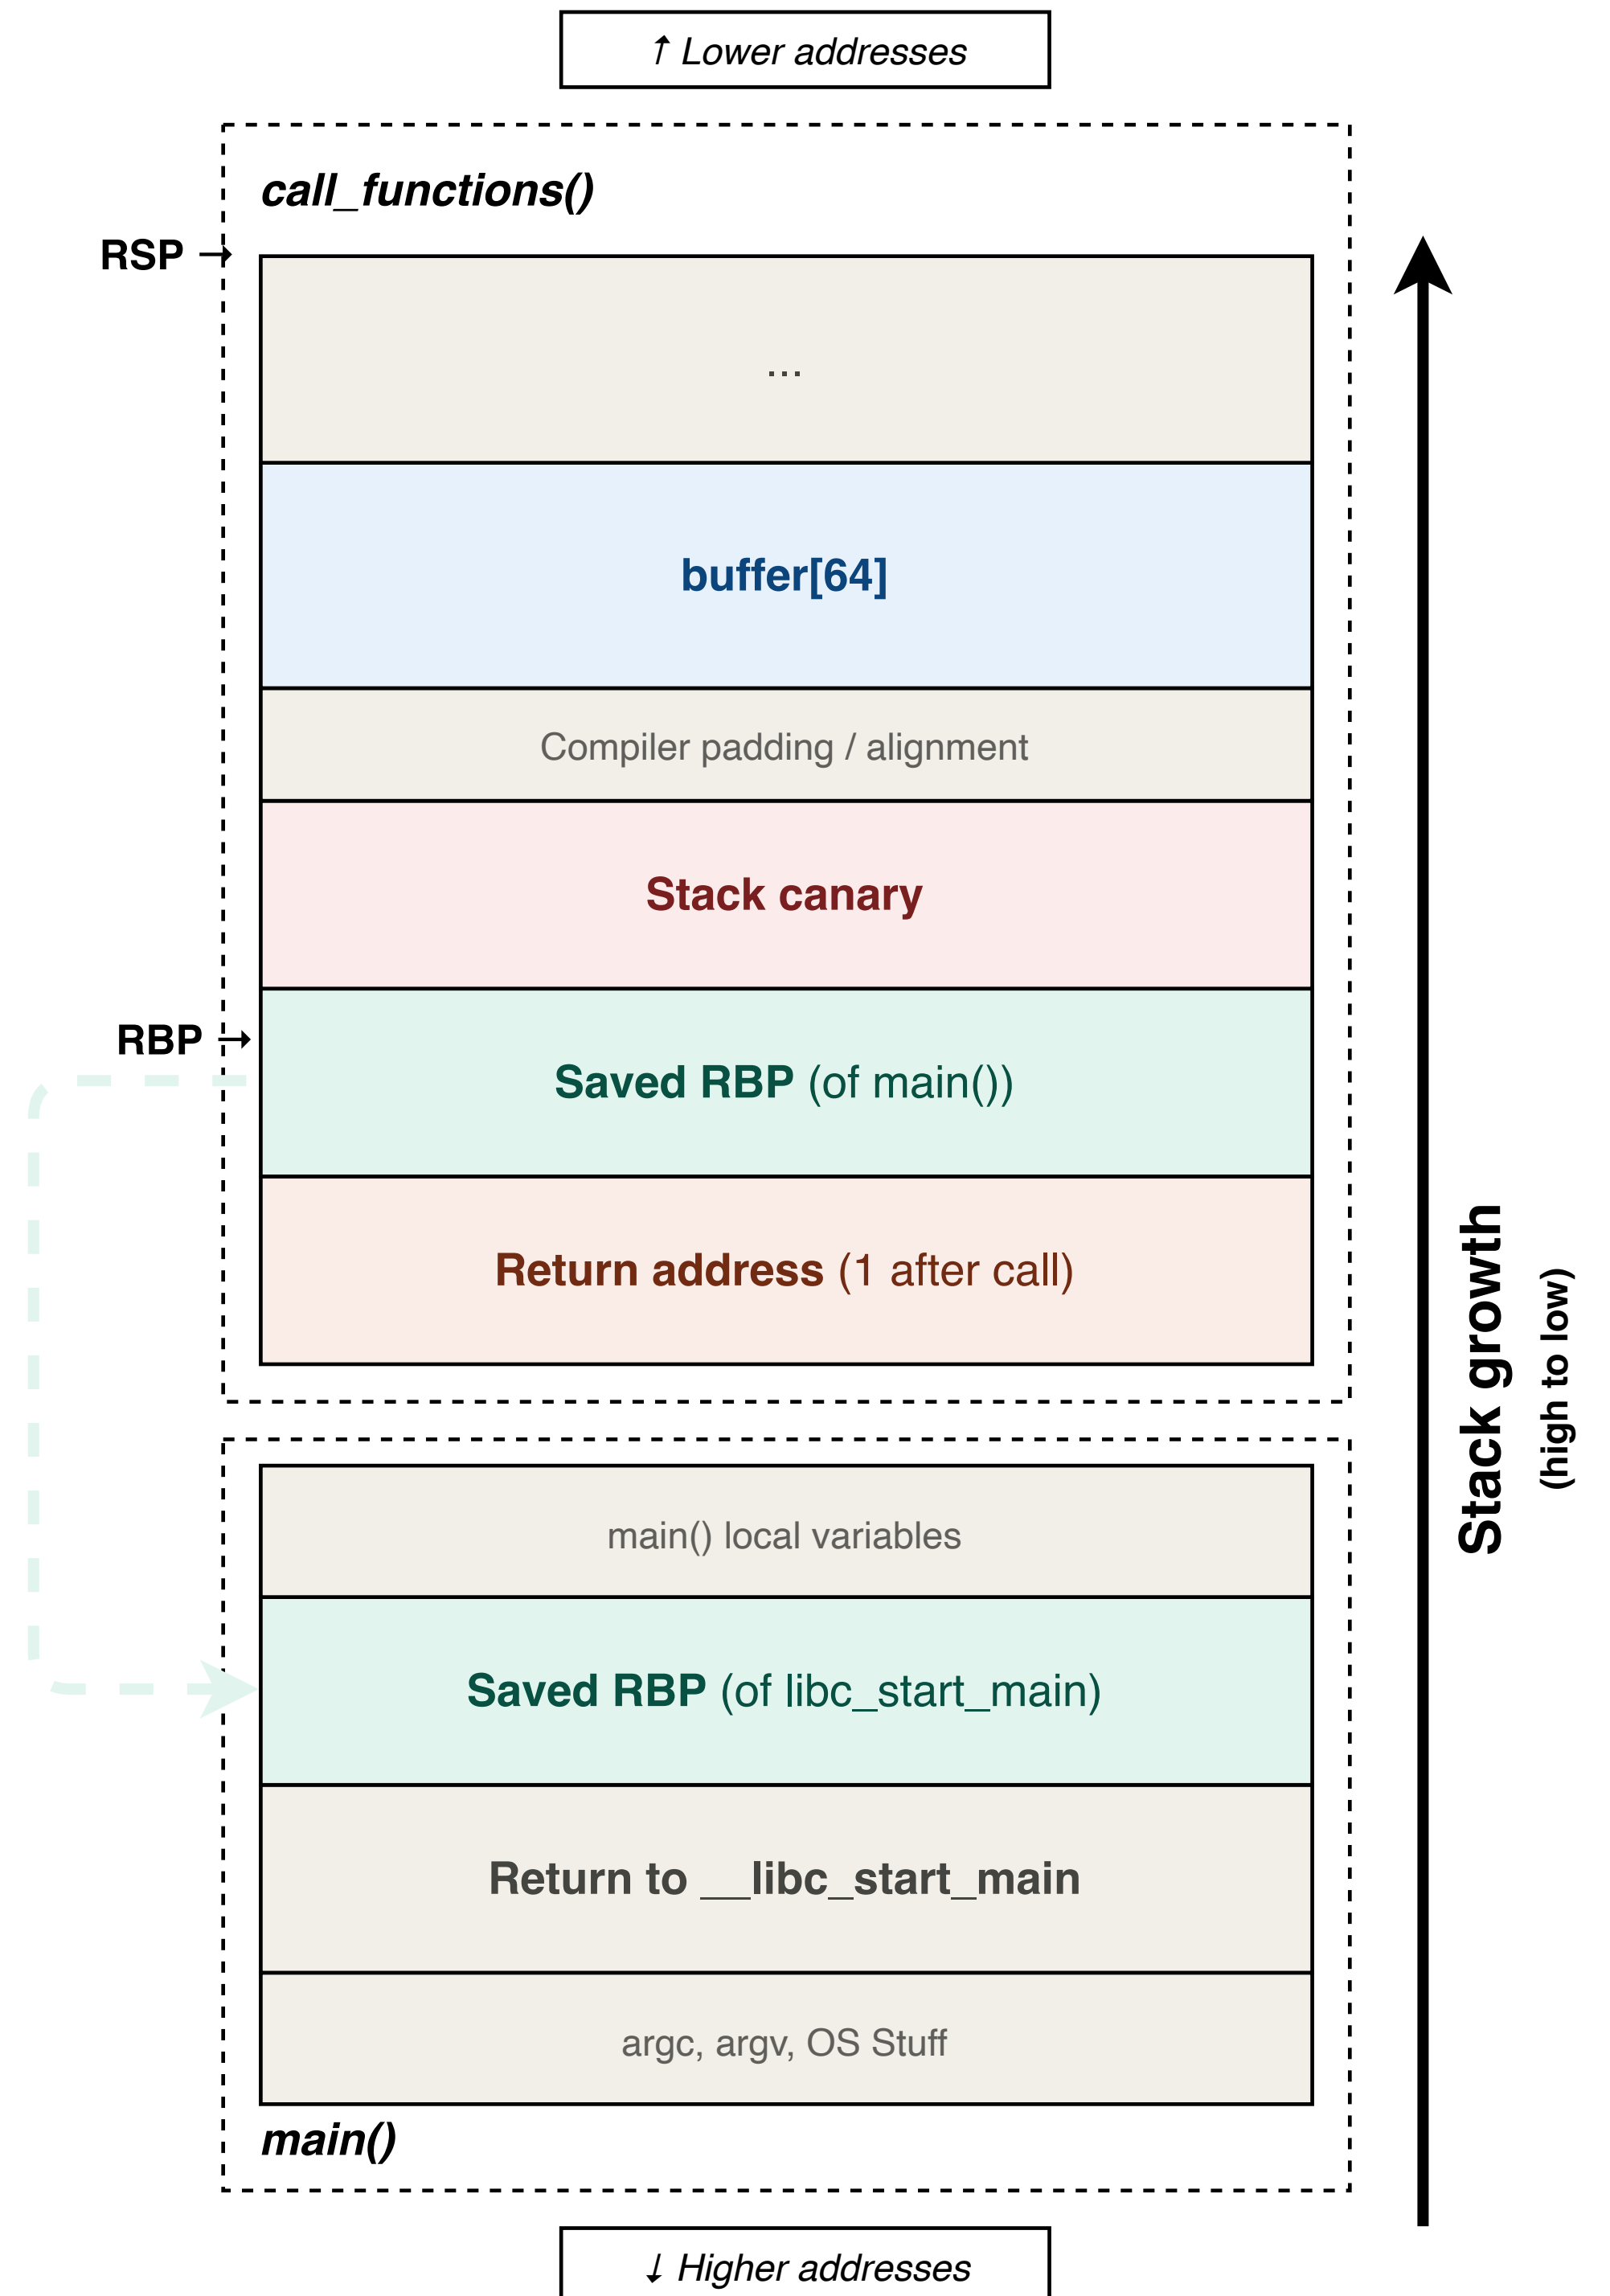 ↑ Lower addresses
call_functions()
RSP →
...
buffer[64]
Compiler padding / alignment
Stack canary
RBP →
Saved RBP (of main())
Return address (1 after call)
Stack growth
(high to low)
main() local variables
Saved RBP (of libc_start_main)
Return to __libc_start_main
argc, argv, OS Stuff
main()
↓ Higher addresses